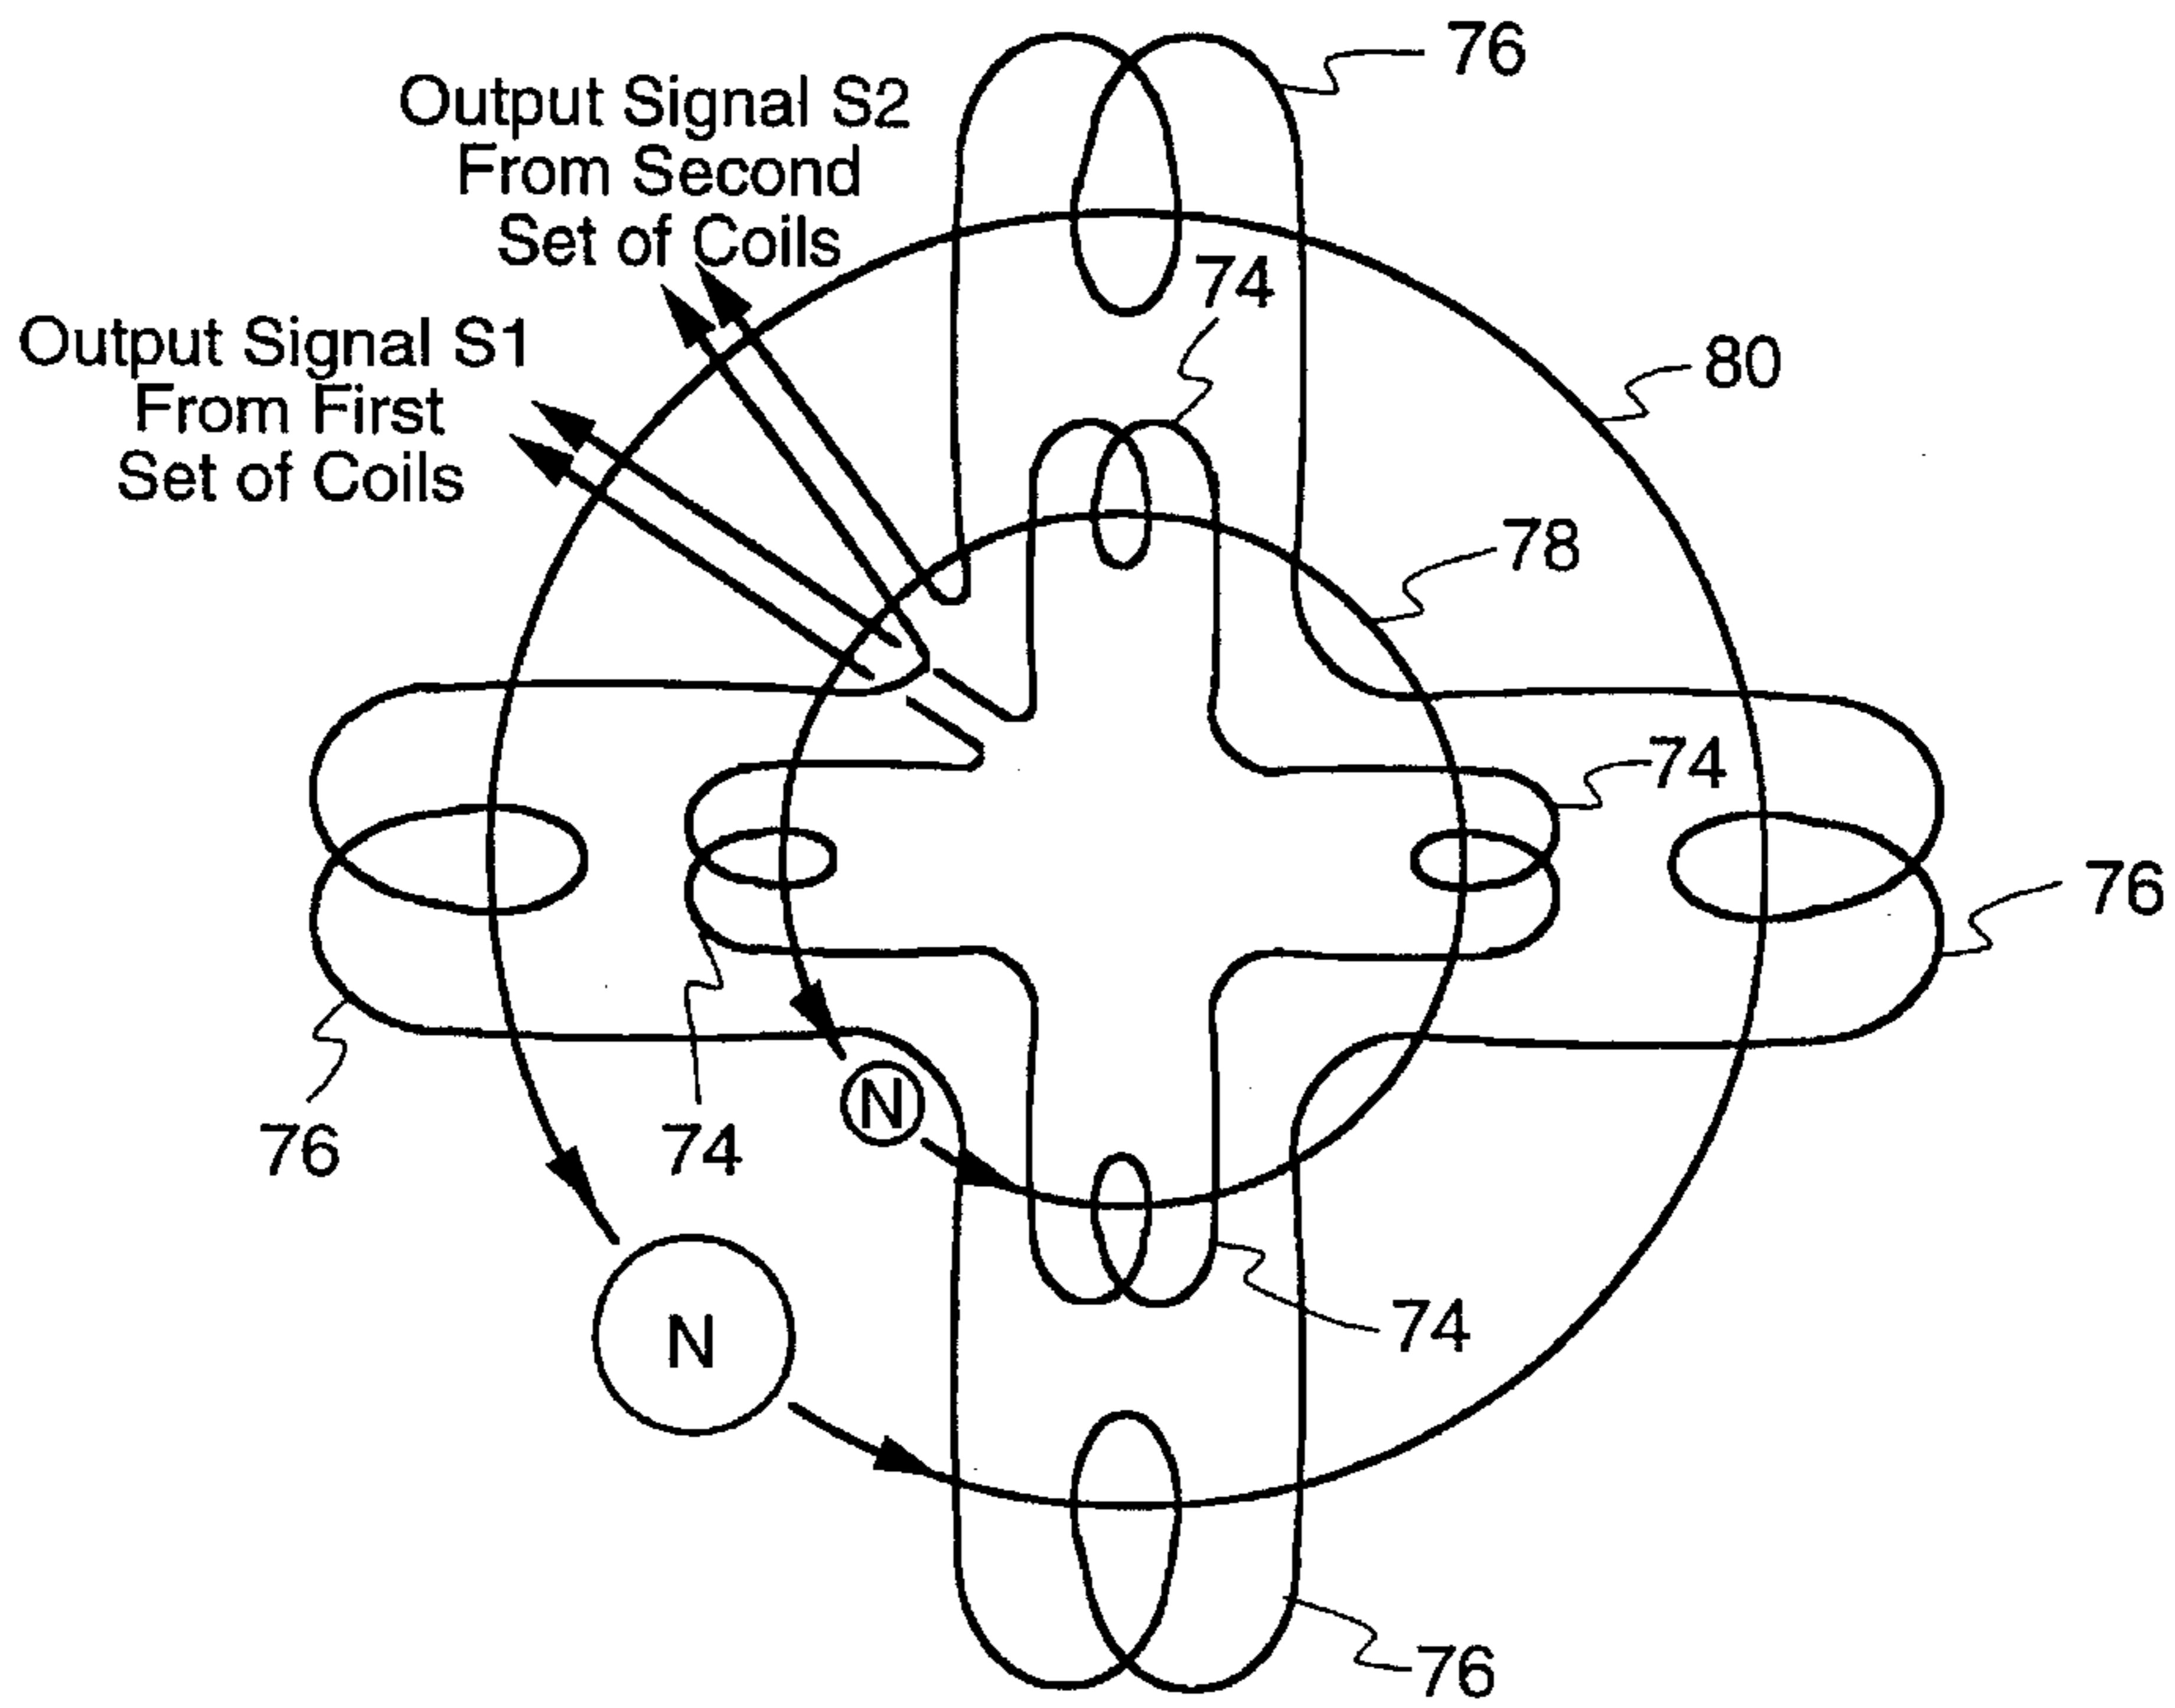 76
Output Signal S2
From Second
Set of Coils
74
Output Signal S1
From First
Set of Coils
80
78
74
76
N
76
74
N
74
76